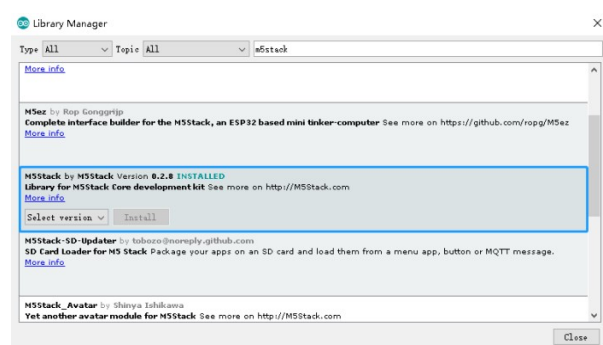 Library Manager
Type All Topic All m5stack
More info
M5ez by Rop Gonggrijp
Complete interface builder for the M5Stack, an ESP32 based mini tinker-computer See more on https://github.com/ropg/M5ez
More info
M5Stack by M5Stack Version 0.2.8 INSTALLED
Library for M5Stack Core development kit See more on http://M5Stack.com
More info
Select version Install
M5Stack-SD-Updater by tobozo@noreply.github.com
SD Card Loader for M5 Stack Package your apps on an SD card and load them from a menu app, button or MQTT message.
More info
M5Stack_Avatar by Shinya Ishikawa
Yet another avatar module for M5Stack See more on http://M5Stack.com
Close